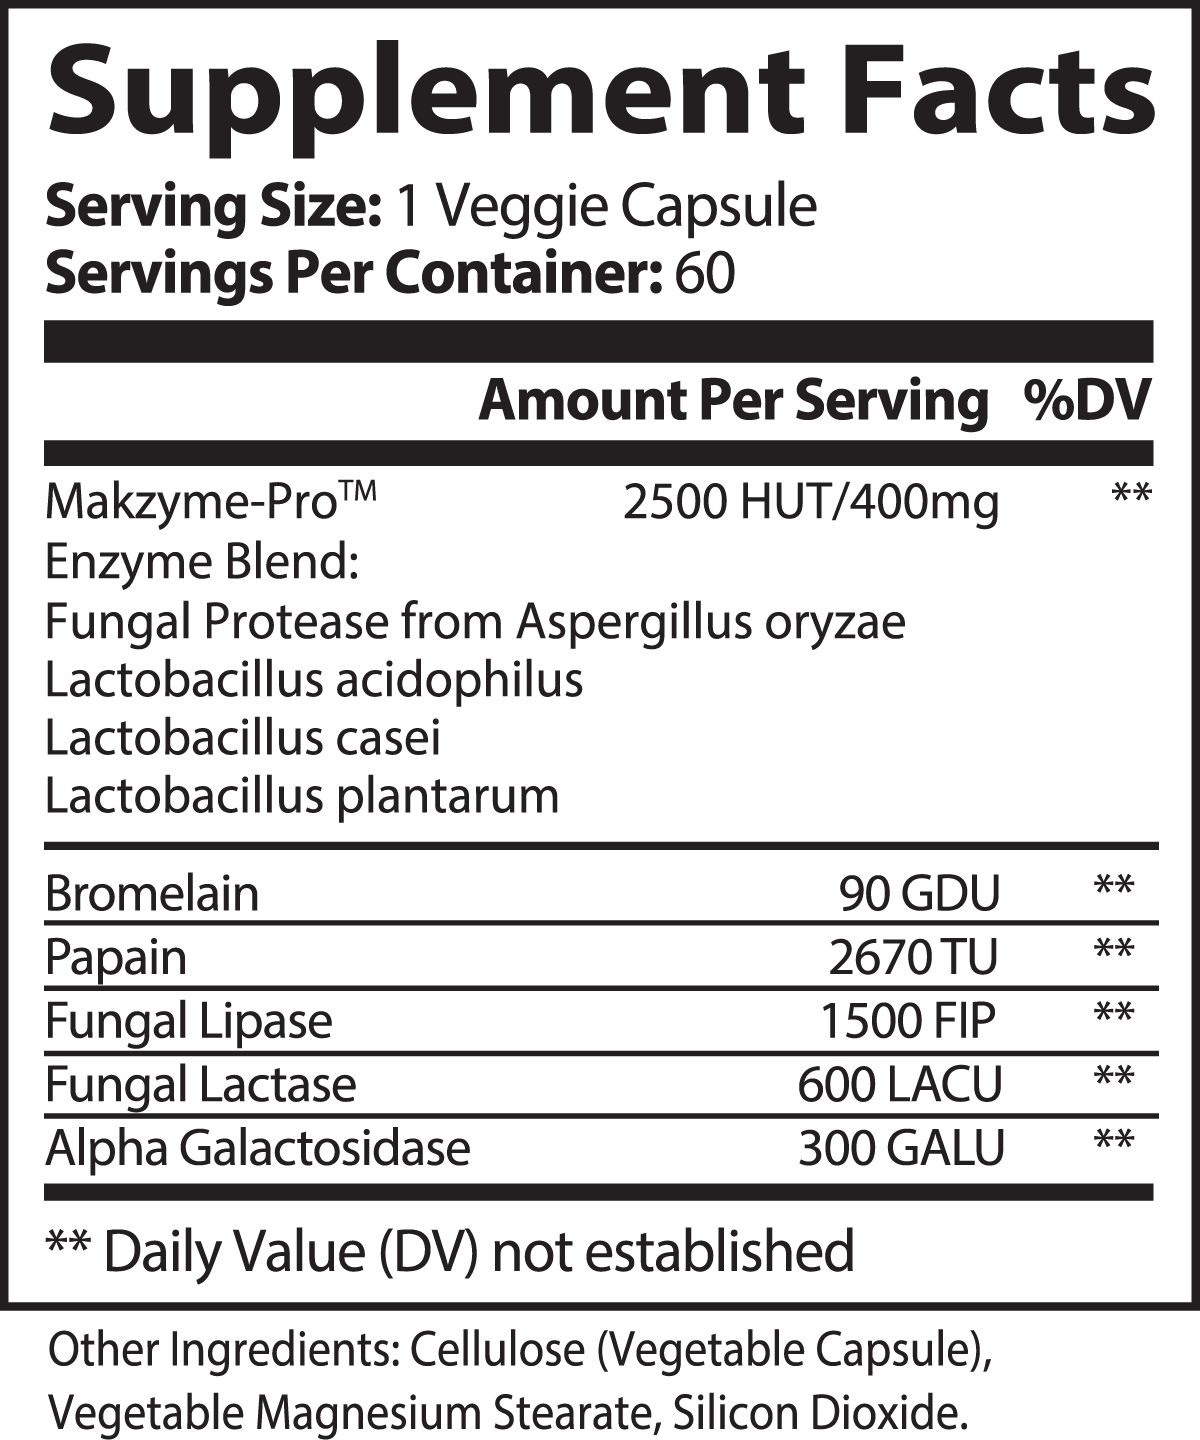 Supplement Facts
Serving Size: 1 Veggie Capsule
Servings Per Container: 60
Amount Per Serving %DV
Makzyme-Pro™ 2500 HUT/400mg **
Enzyme Blend:
Fungal Protease from Aspergillus oryzae
Lactobacillus acidophilus
Lactobacillus casei
Lactobacillus plantarum
Bromelain 90 GDU **
Papain 2670 TU **
Fungal Lipase 1500 FIP **
Fungal Lactase 600 LACU **
Alpha Galactosidase 300 GALU **
** Daily Value (DV) not established
Other Ingredients: Cellulose (Vegetable Capsule),
Vegetable Magnesium Stearate, Silicon Dioxide.